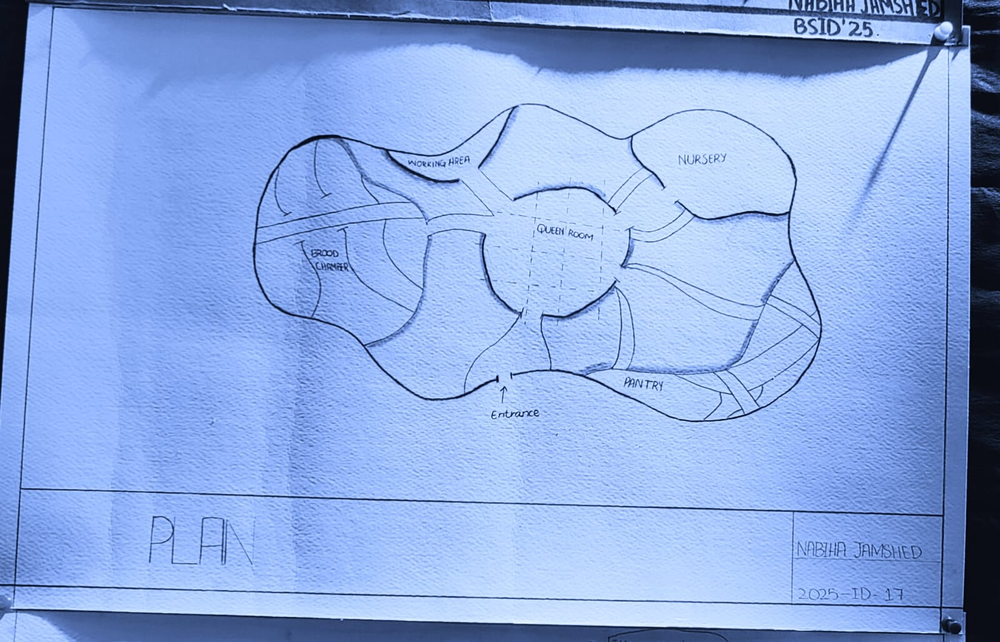 NABIHA JAMSHED
BSID'25.
WORKING AREA
NURSERY
QUEEN ROOM
BROOD
CHAMBER
PANTRY
Entrance
PLAN
NABIHA JAMSHED
2025-ID-17